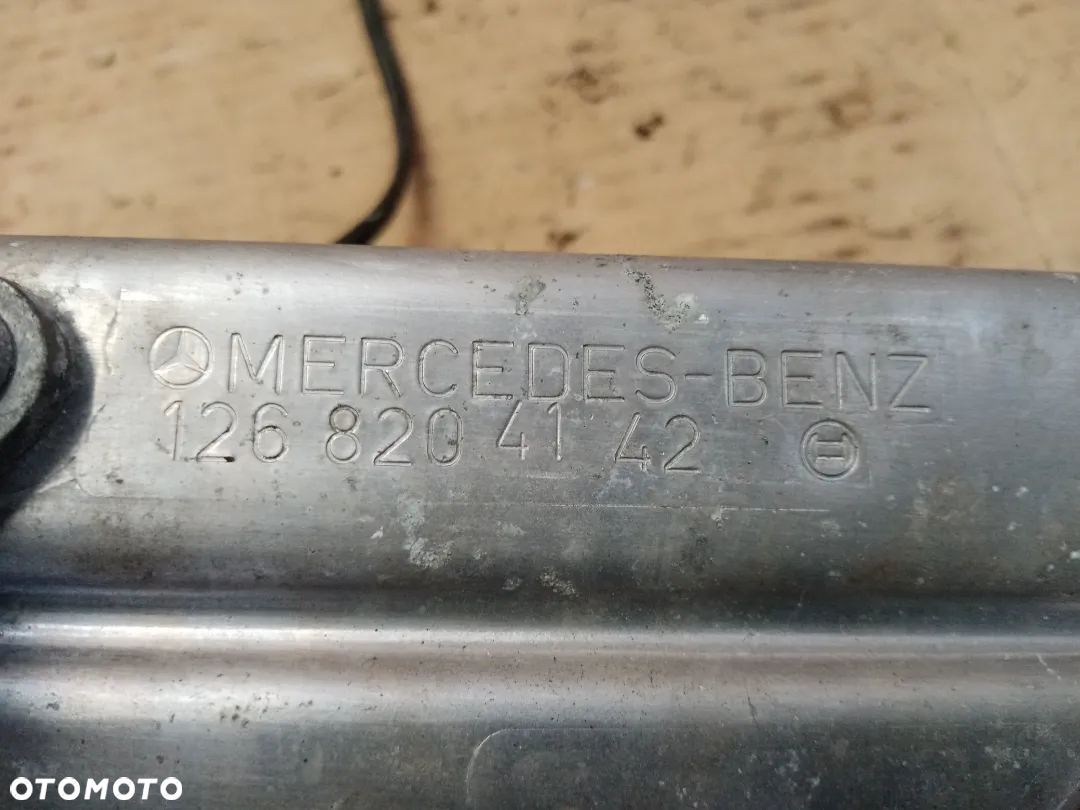 MERCEDES-BENZ
126 820 41 42
OTOMOTO